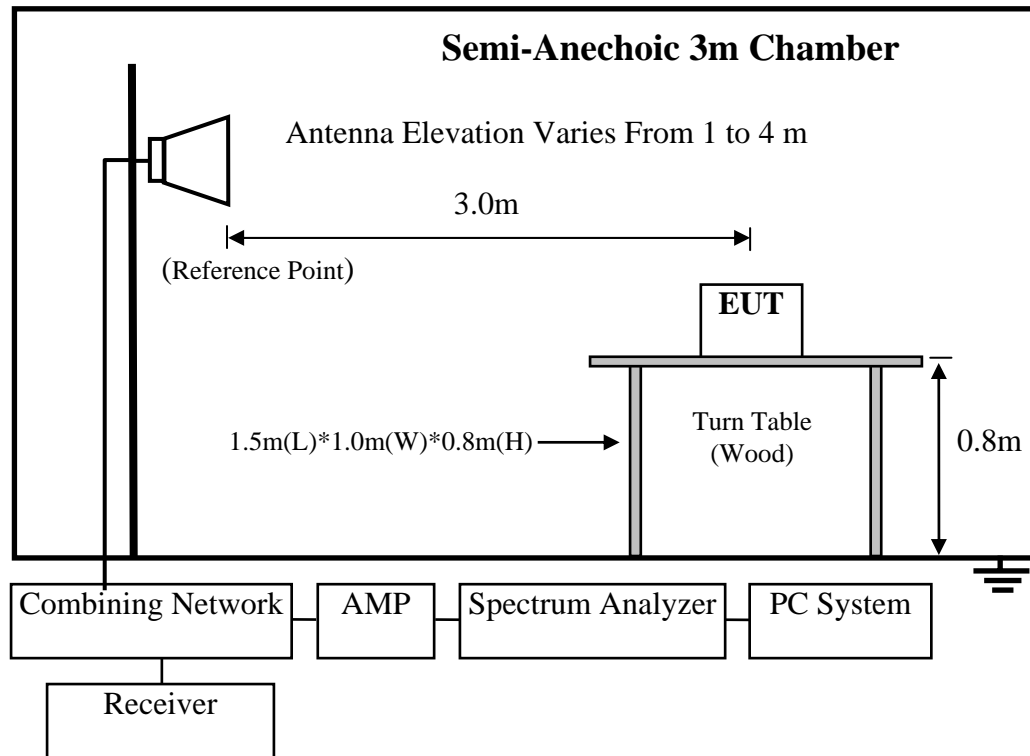 Semi-Anechoic 3m Chamber
Antenna Elevation Varies From 1 to 4 m
3.0m
(Reference Point)
EUT
1.5m(L)*1.0m(W)*0.8m(H)
Turn Table
(Wood)
0.8m
Combining Network
AMP
Spectrum Analyzer
PC System
Receiver